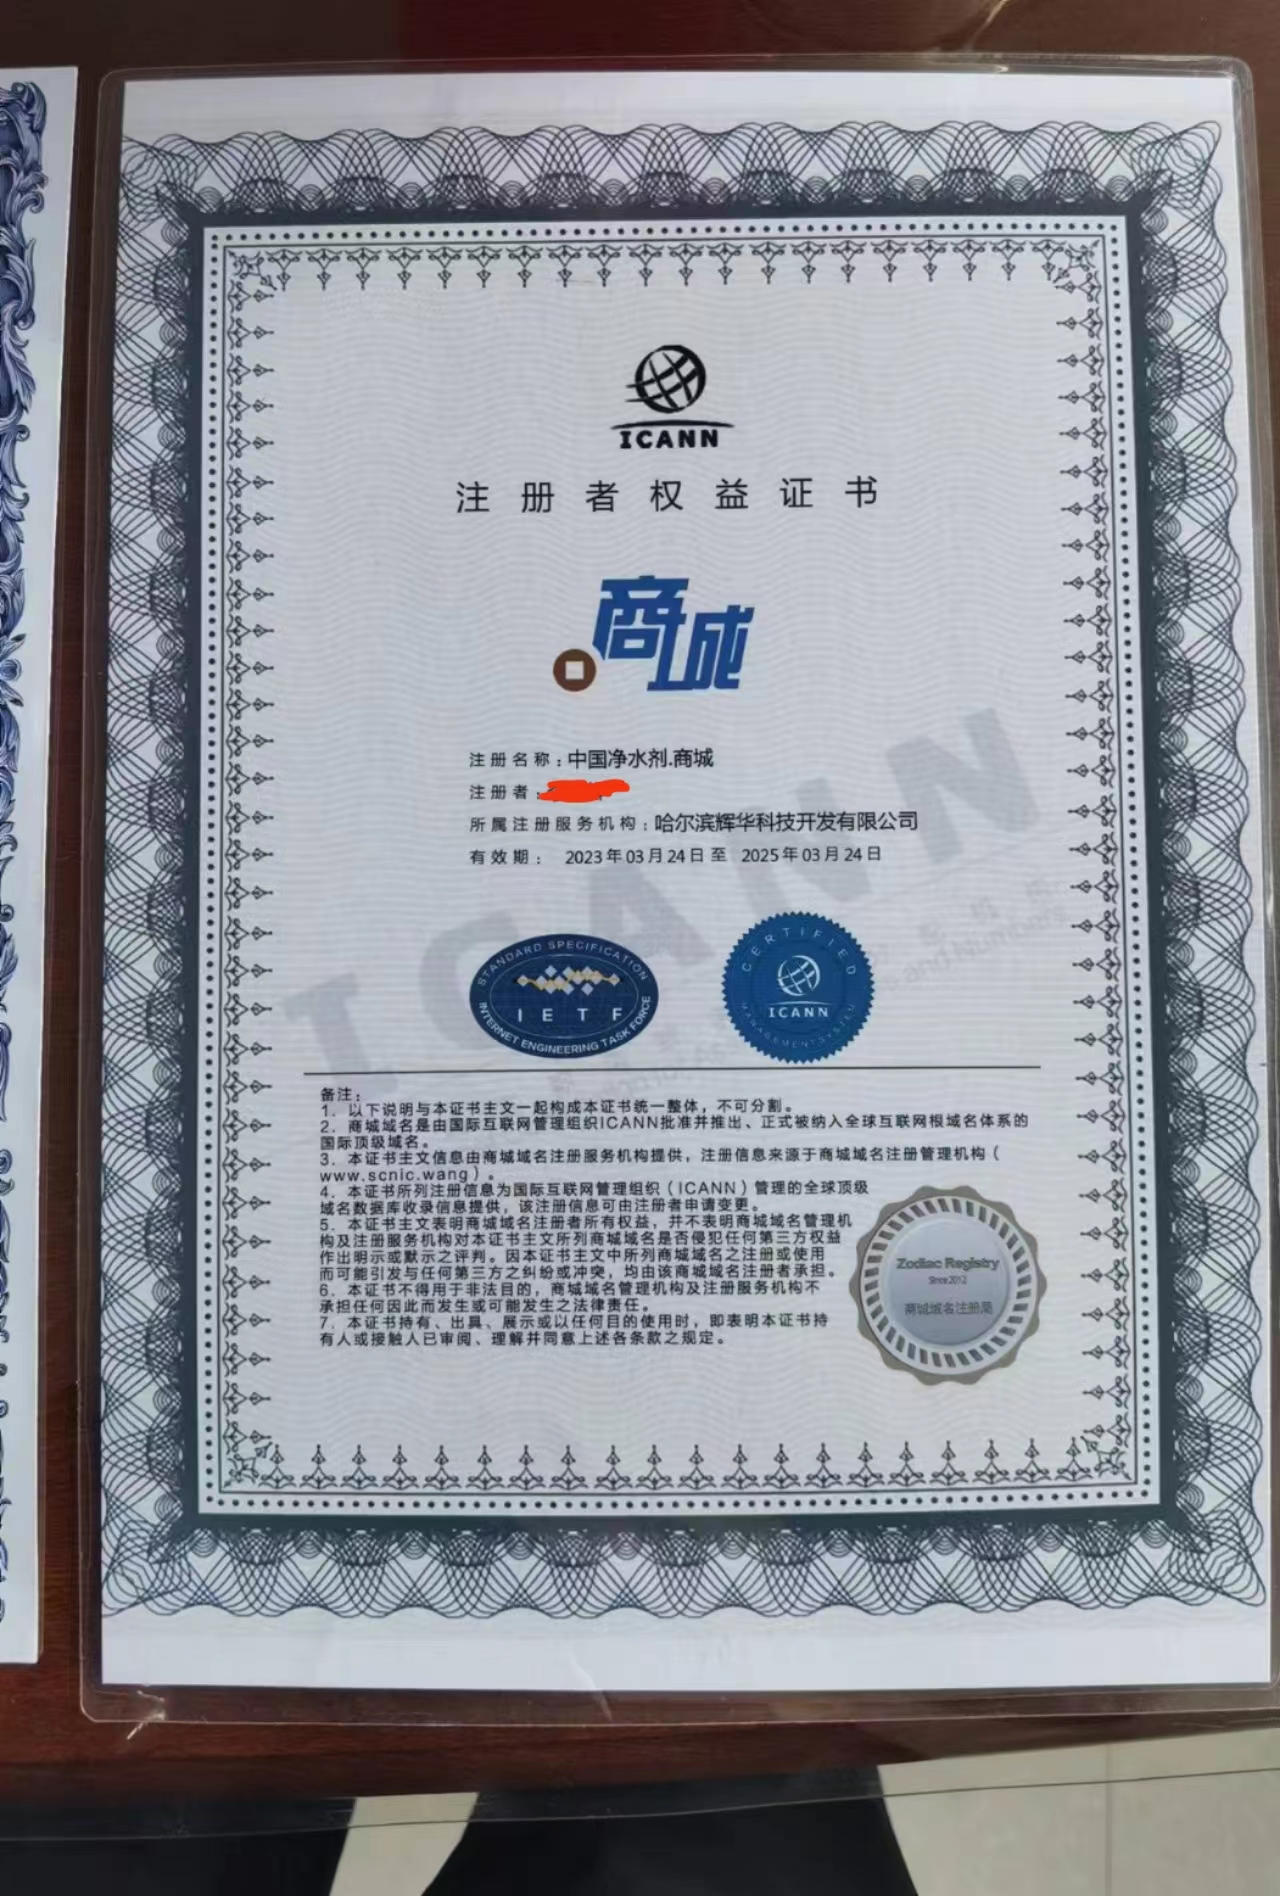 ICANN
注册者权益证书
商城
注册名称：中国净水剂.商城
注册者：
所属注册服务机构：哈尔滨辉华科技开发有限公司
有效期： 2023年03月24日至 2025年03月24日
ICANN
STANDARD SPECIFICATION
IETF
INTERNET ENGINEERING TASK FORCE
CERTIFIED
ICANN
MANAGEMENT SYSTEM
备注：
1．以下说明与本证书主文一起构成本证书统一整体，不可分割。
2．商城域名是由国际互联网管理组织ICANN批准并推出、正式被纳入全球互联网根域名体系的
国际顶级域名。
3．本证书主文信息由商城域名注册服务机构提供，注册信息来源于商城域名注册管理机构（
www.scnic.wang）。
4．本证书所列注册信息为国际互联网管理组织（ICANN）管理的全球顶级
域名数据库收录信息提供，该注册信息可由注册者申请变更。
5．本证书主文表明商城域名注册者所有权益，并不表明商城域名管理机
构及注册服务机构对本证书主文所列商城域名是否侵犯任何第三方权益
作出明示或默示之评判。因本证书主文中所列商城域名之注册或使用
而可能引发与任何第三方之纠纷或冲突，均由该商城域名注册者承担。
6．本证书不得用于非法目的，商城域名管理机构及注册服务机构不
承担任何因此而发生或可能发生之法律责任。
7．本证书持有、出具、展示或以任何目的使用时，即表明本证书持
有人或接触人已审阅、理解并同意上述各条款之规定。
Zodiac Registry
Since 2012
商城域名注册局